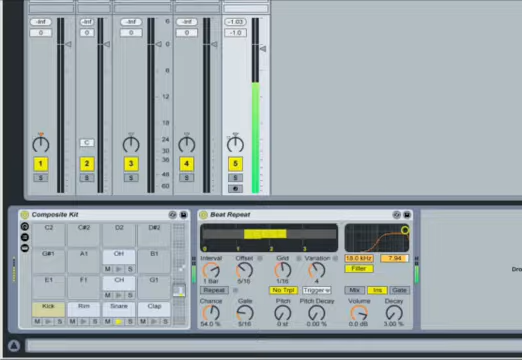 -Inf -Inf -Inf -Inf -1.03
0 0 0 0 -1.0
6
0
6
12
18
24
30
36
48
60
C
1 2 3 4 5
S S S S S
Composite Kit
C2 C#2 D2 D#2
G#1 A1 OH B1
M S
E1 F1 CH G1
M S
Kick Rim Snare Clap
M S M S M S M S
Beat Repeat
0 1 2 3
Interval Offset Grid Variation
1 Bar 5/16 1/16 4
Repeat No Trpl Trigger
Chance Gate Pitch Pitch Decay
54.0 % 5/16 0 st 0.00 %
18.0 kHz 7.94
Filter
Mix Ins Gate
Volume Decay
0.0 dB 3.00 %
Dro